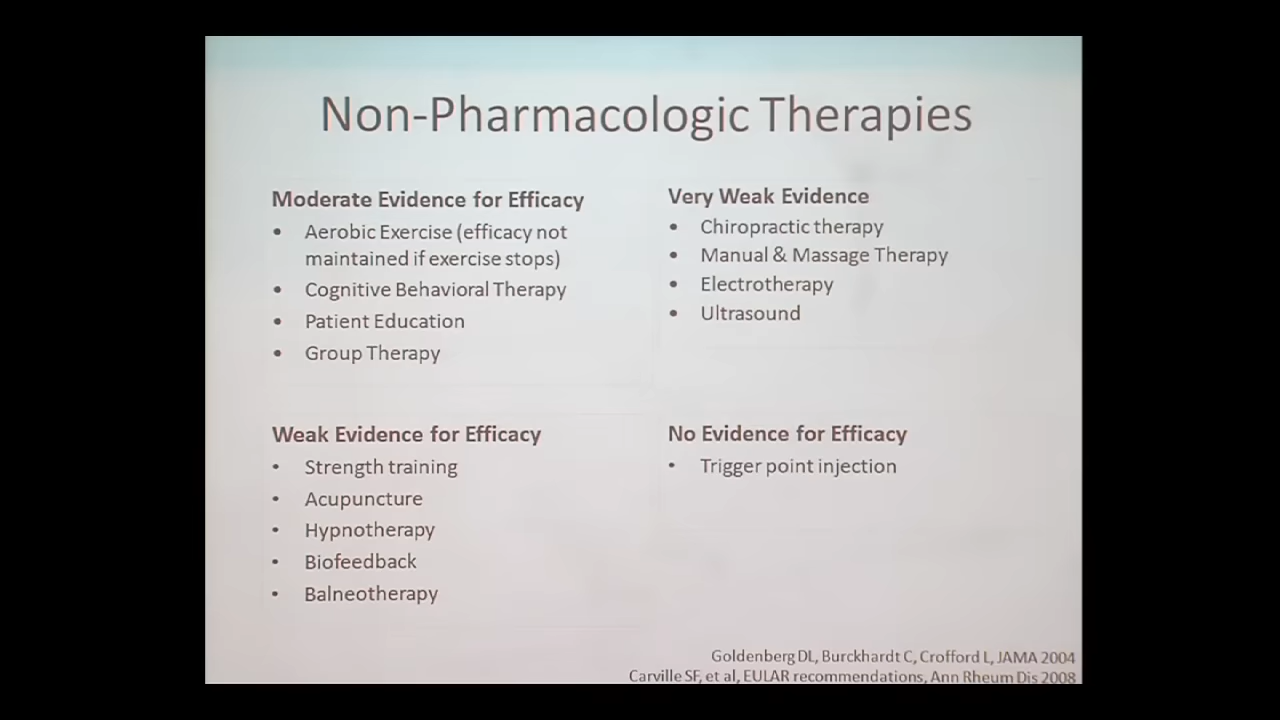 Non-Pharmacologic Therapies
Moderate Evidence for Efficacy
• Aerobic Exercise (efficacy not
maintained if exercise stops)
• Cognitive Behavioral Therapy
• Patient Education
• Group Therapy
Very Weak Evidence
• Chiropractic therapy
• Manual & Massage Therapy
• Electrotherapy
• Ultrasound
Weak Evidence for Efficacy
• Strength training
• Acupuncture
• Hypnotherapy
• Biofeedback
• Balneotherapy
No Evidence for Efficacy
• Trigger point injection
Goldenberg DL, Burckhardt C, Crofford L, JAMA 2004
Carville SF, et al, EULAR recommendations, Ann Rheum Dis 2008